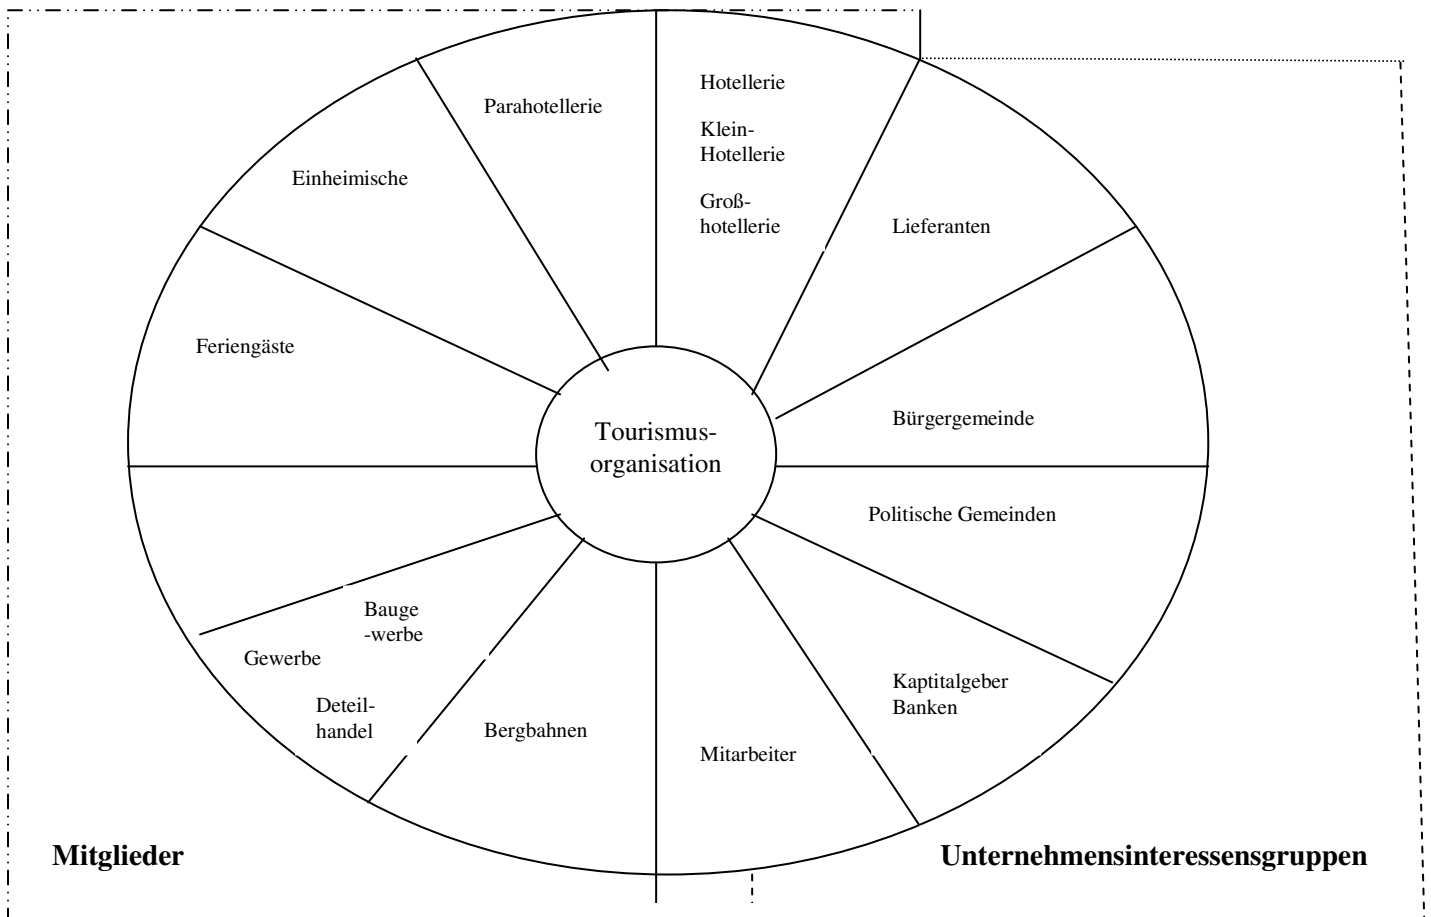 Hotellerie
Parahotellerie
Klein-
Hotellerie
Einheimische
Groß-
hotellerie
Lieferanten
Feriengäste
Bürgergemeinde
Tourismus-
organisation
Politische Gemeinden
Bauge
-werbe
Gewerbe
Deteil-
handel
Kaptitalgeber
Banken
Bergbahnen
Mitarbeiter
Mitglieder
Unternehmensinteressensgruppen